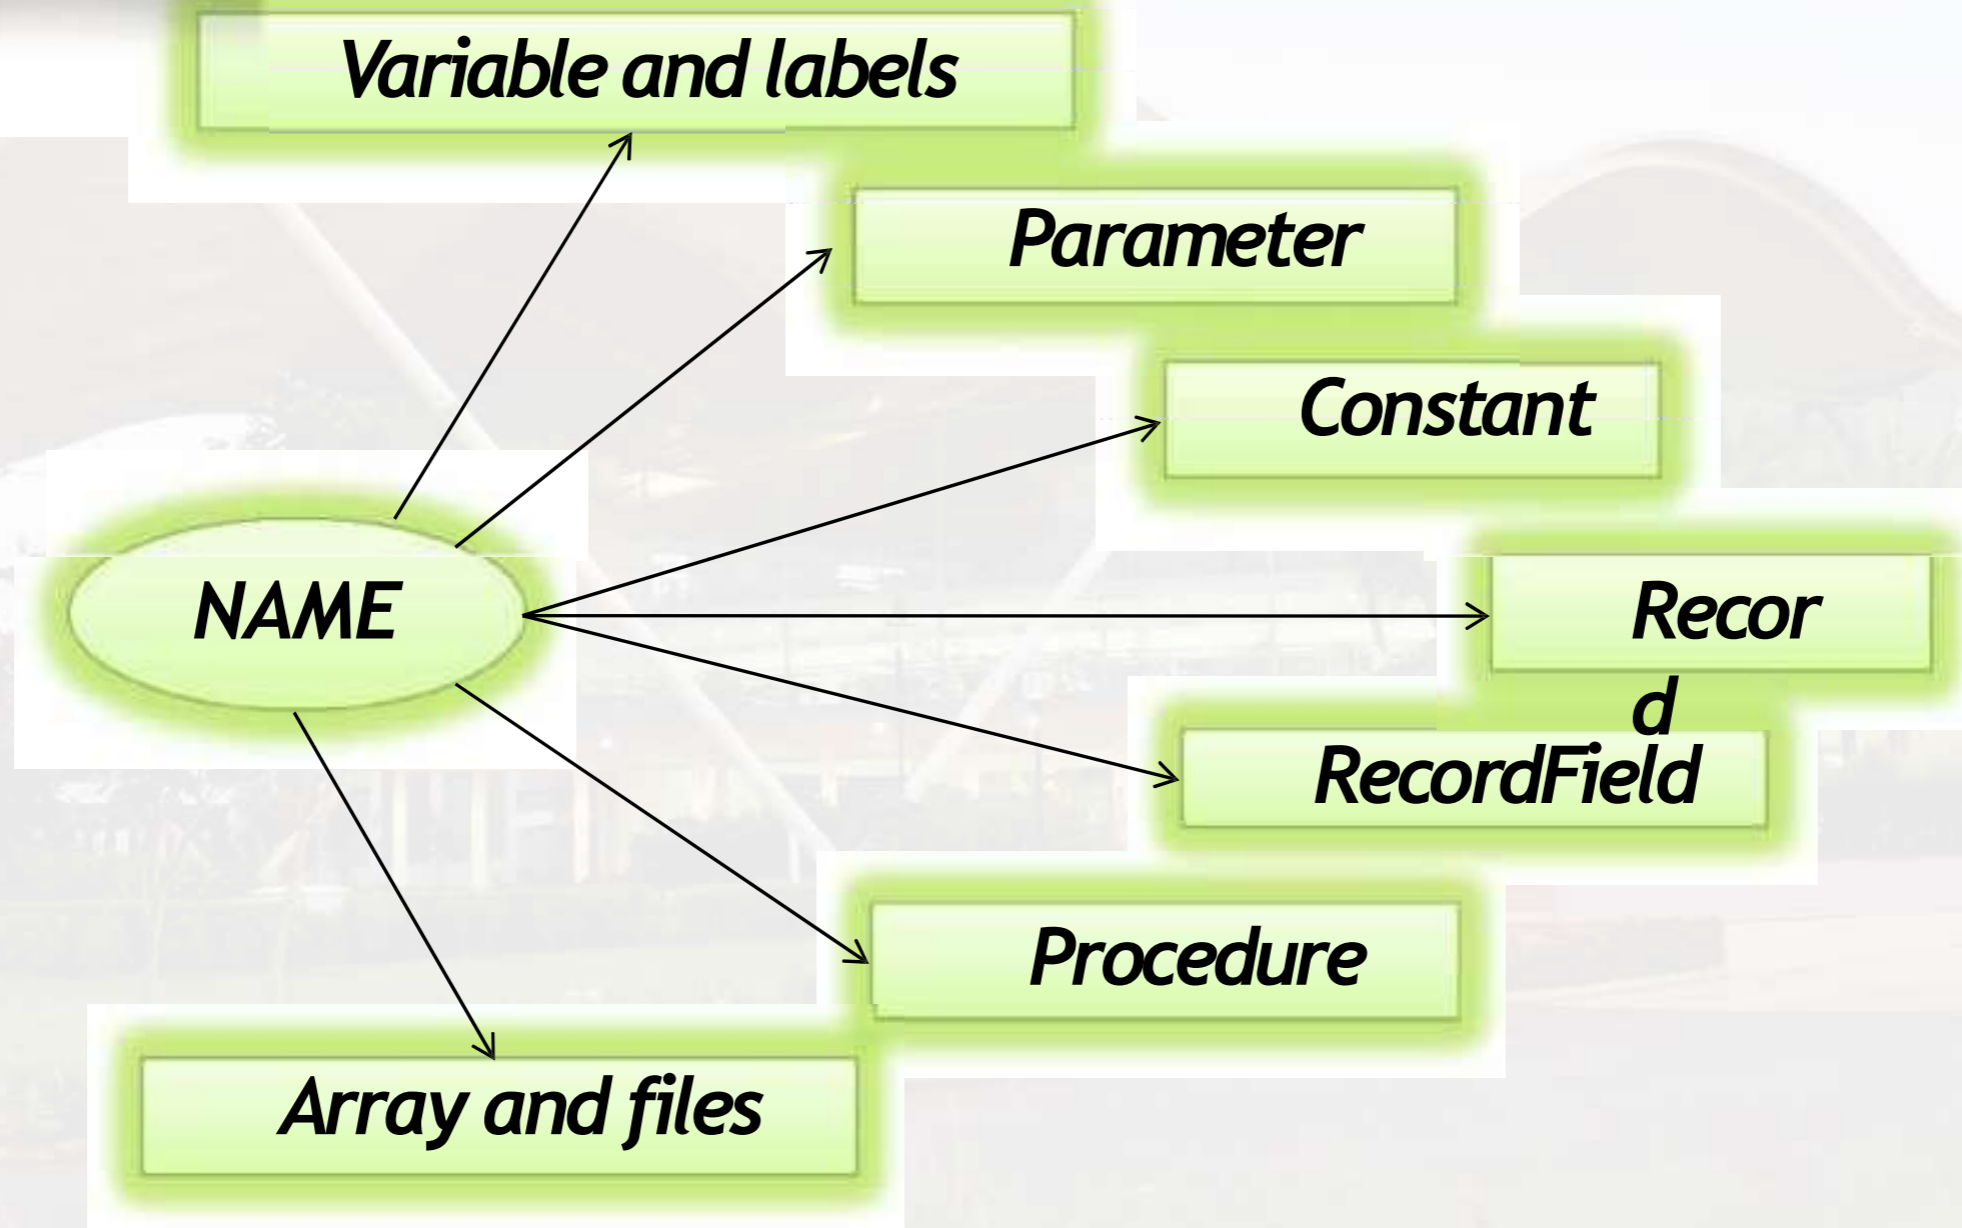 Variable and labels
Parameter
Constant
NAME
Recor
d
RecordField
Procedure
Array and files